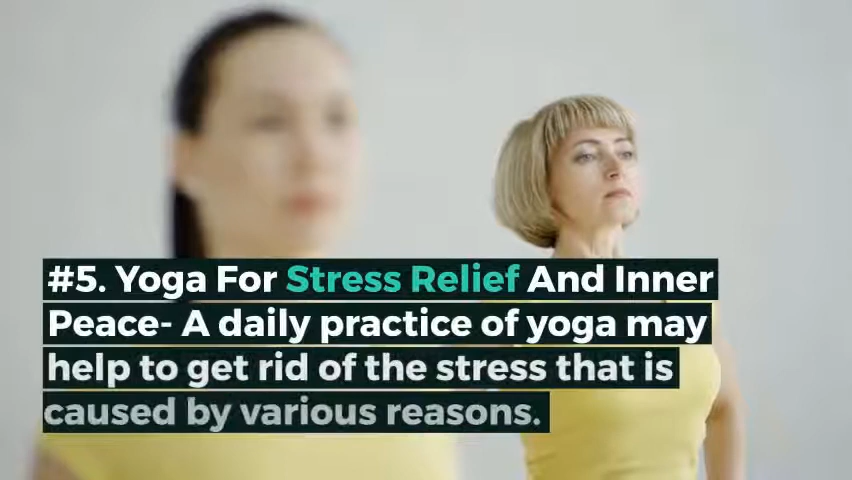 #5. Yoga For Stress Relief And Inner
Peace- A daily practice of yoga may
help to get rid of the stress that is
caused by various reasons.